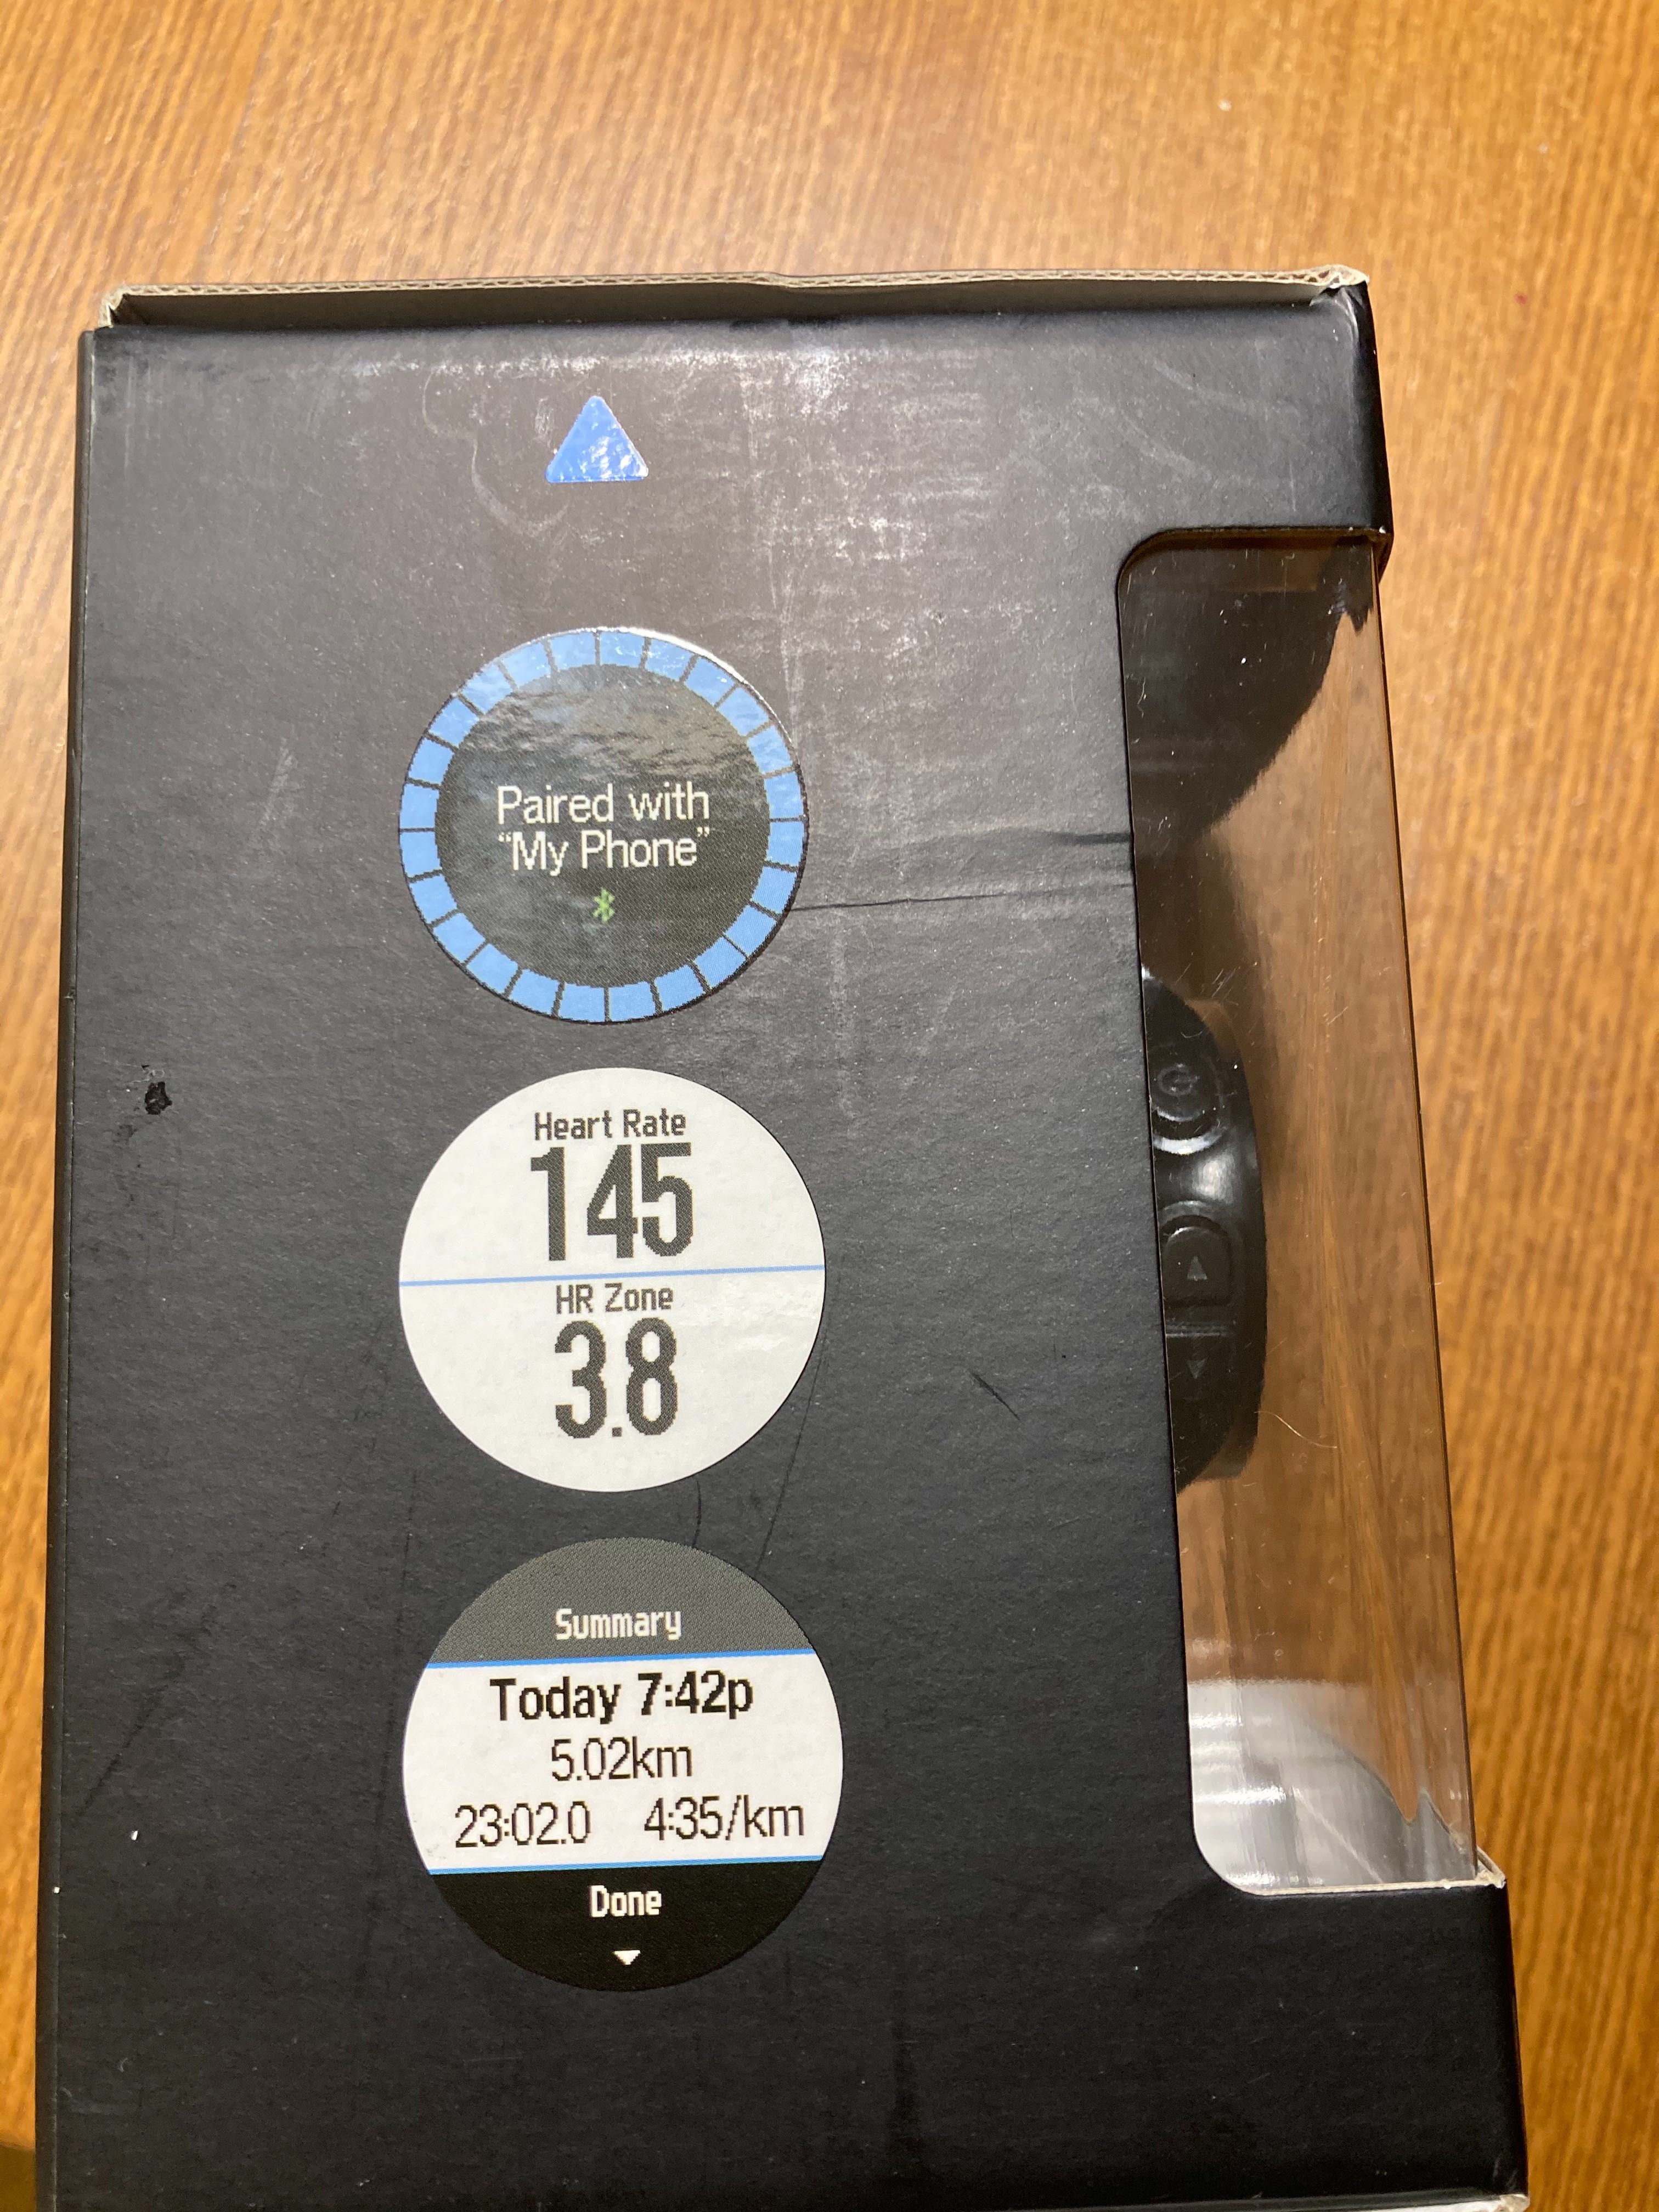 Paired with
“My Phone”
Heart Rate
145
HR Zone
3.8
Summary
Today 7:42p
5.02km
23:02.0 4:35/km
Done